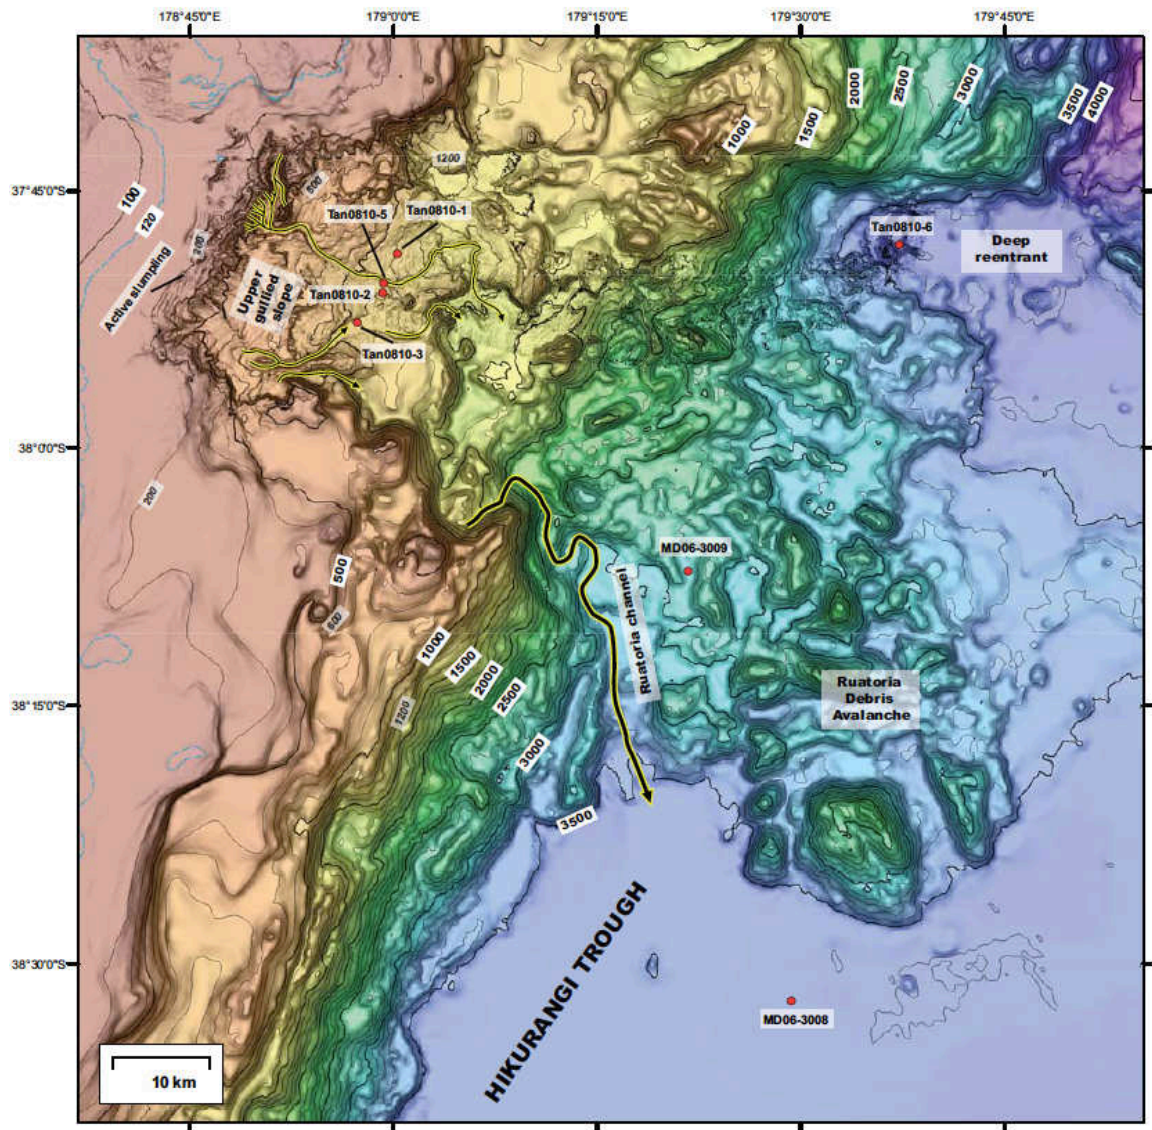 178°45'0"E
179°0'0"E
179°15'0"E
179°30'0"E
179°45'0"E
2000
2500
3000
3500
4000
1000
1500
1200
600
37°45'0"S
100
120
200
Tan0810-5
Tan0810-1
Tan0810-6
Deep
reentrant
Active slumping
Upper
gullied
slope
Tan0810-2
Tan0810-3
38°0'0"S
200
500
600
MD06-3009
Ruatoria channel
1000
1500
2000
2500
1200
3000
3500
Ruatoria
Debris
Avalanche
38°15'0"S
HIKURANGI TROUGH
38°30'0"S
MD06-3008
10 km